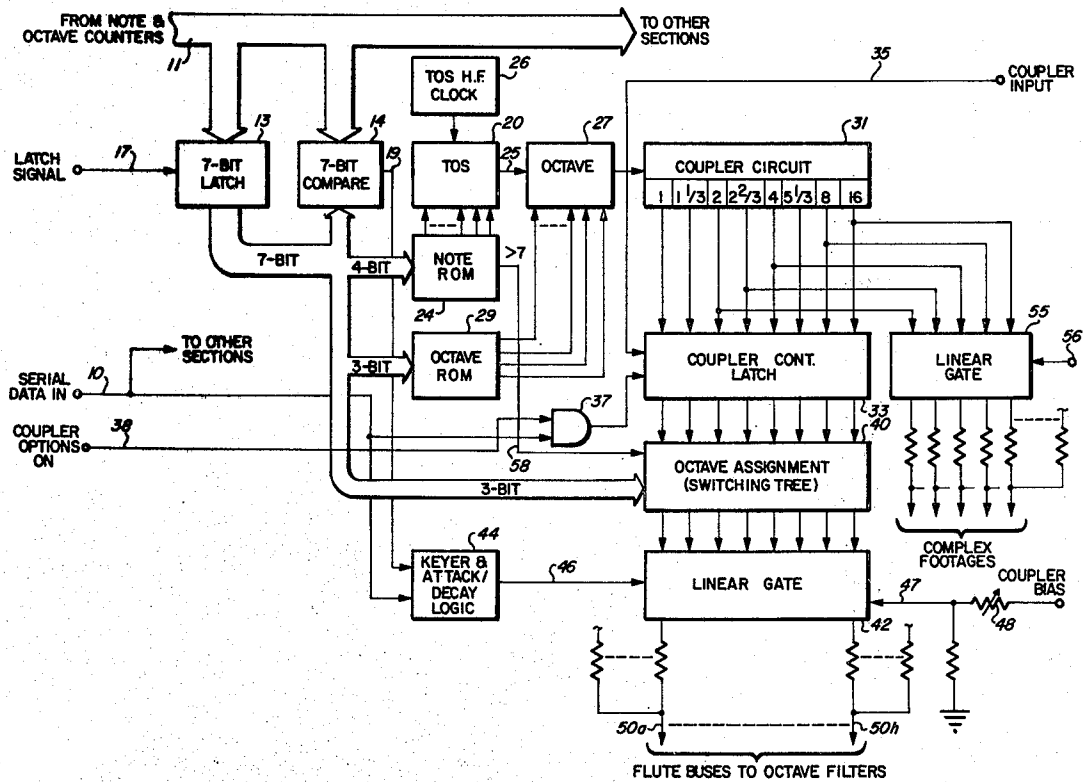 FROM NOTE &
OCTAVE COUNTERS
11
TO OTHER
SECTIONS
26
TOS H.F.
CLOCK
35
COUPLER
INPUT
13
14
19
20
25
27
31
LATCH
SIGNAL
17
7-BIT
LATCH
7-BIT
COMPARE
TOS
OCTAVE
COUPLER CIRCUIT
1
1 1/3
2
2 2/3
4
5 1/3
8
16
7-BIT
4-BIT
NOTE
ROM
>7
24
29
TO OTHER
SECTIONS
3-BIT
OCTAVE
ROM
COUPLER CONT.
LATCH
33
55
LINEAR
GATE
56
SERIAL
DATA IN
10
37
COUPLER
OPTIONS
ON
38
58
40
3-BIT
OCTAVE ASSIGNMENT
(SWITCHING TREE)
COMPLEX
FOOTAGES
44
KEYER &
ATTACK/
DECAY
LOGIC
46
LINEAR GATE
42
47
COUPLER
BIAS
48
50a
50h
FLUTE BUSES TO OCTAVE FILTERS